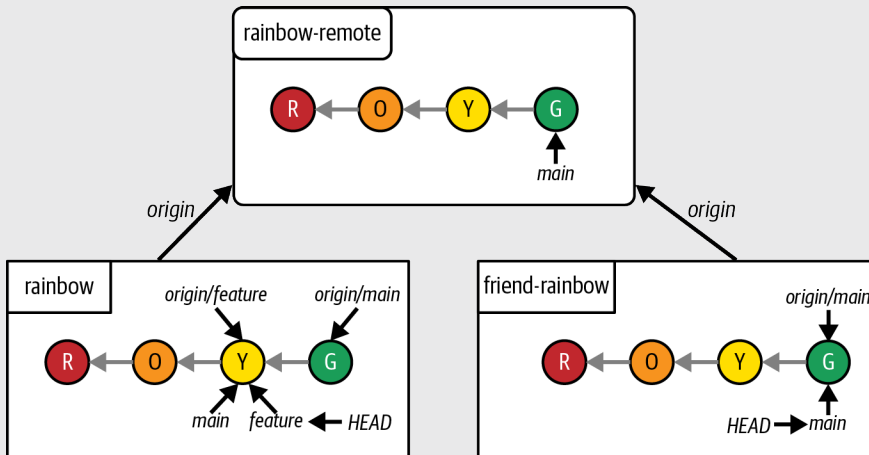 rainbow-remote
R O Y G
main
origin
origin
rainbow
origin/feature origin/main
R O Y G
main feature HEAD
friend-rainbow
origin/main
R O Y G
HEAD main